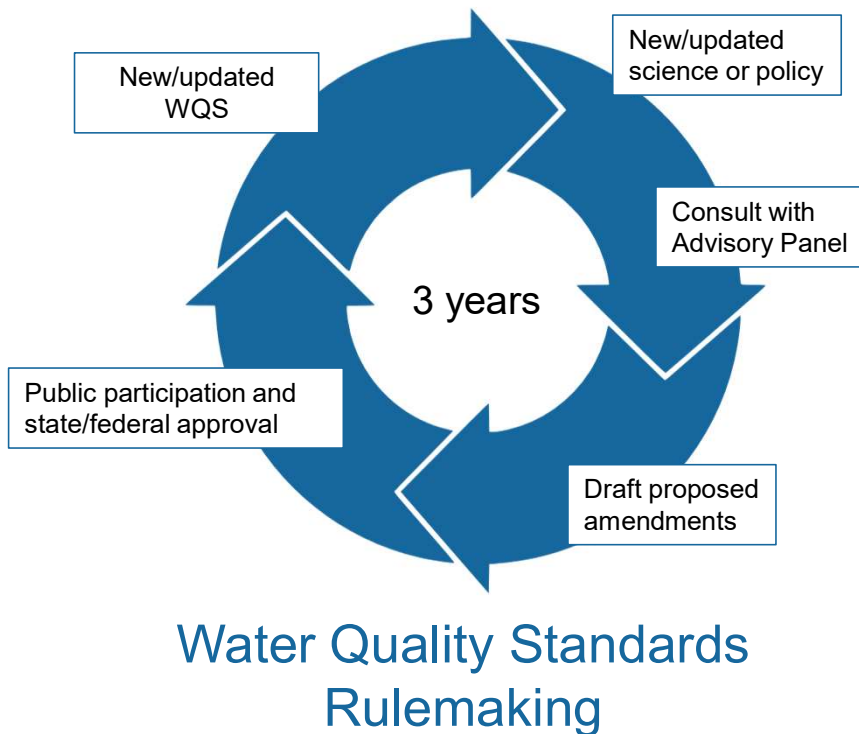 New/updated
science or policy
New/updated
WQS
Consult with
Advisory Panel
3 years
Public participation and
state/federal approval
Draft proposed
amendments
Water Quality Standards
Rulemaking